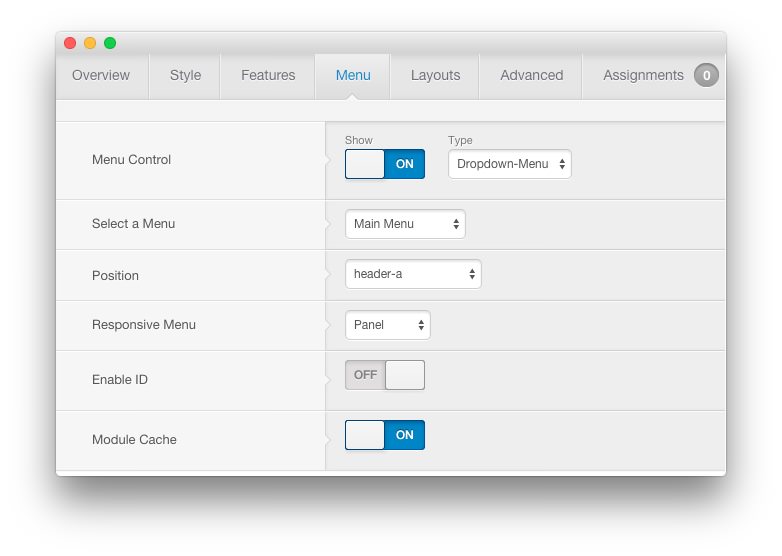 Overview Style Features Menu Layouts Advanced Assignments 0
Show Type
Menu Control ON Dropdown-Menu
Select a Menu Main Menu
Position header-a
Responsive Menu Panel
Enable ID OFF
Module Cache ON